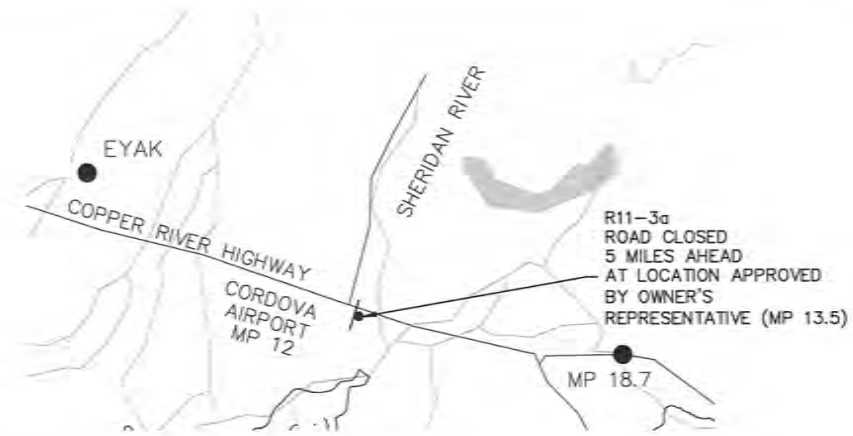 EYAK
SHERIDAN RIVER
COPPER RIVER HIGHWAY
CORDOVA
AIRPORT
MP 12
R11-3a
ROAD CLOSED
5 MILES AHEAD
AT LOCATION APPROVED
BY OWNER'S
REPRESENTATIVE (MP 13.5)
MP 18.7